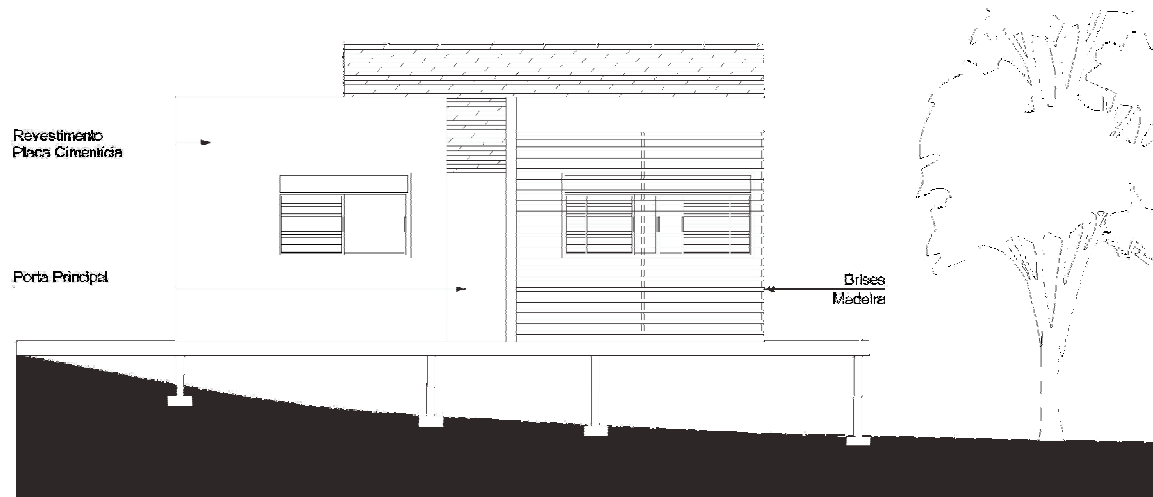 Revestimento
Placa Cimentícia
Porta Principal
Brises
Madeira